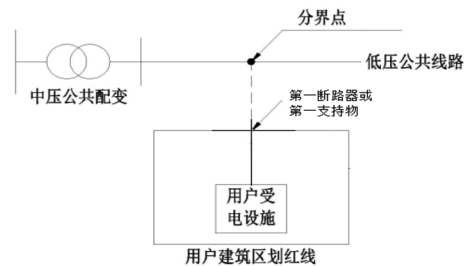 分界点
低压公共线路
中压公共配变
第一断路器或
第一支持物
用户受
电设施
用户建筑区划红线